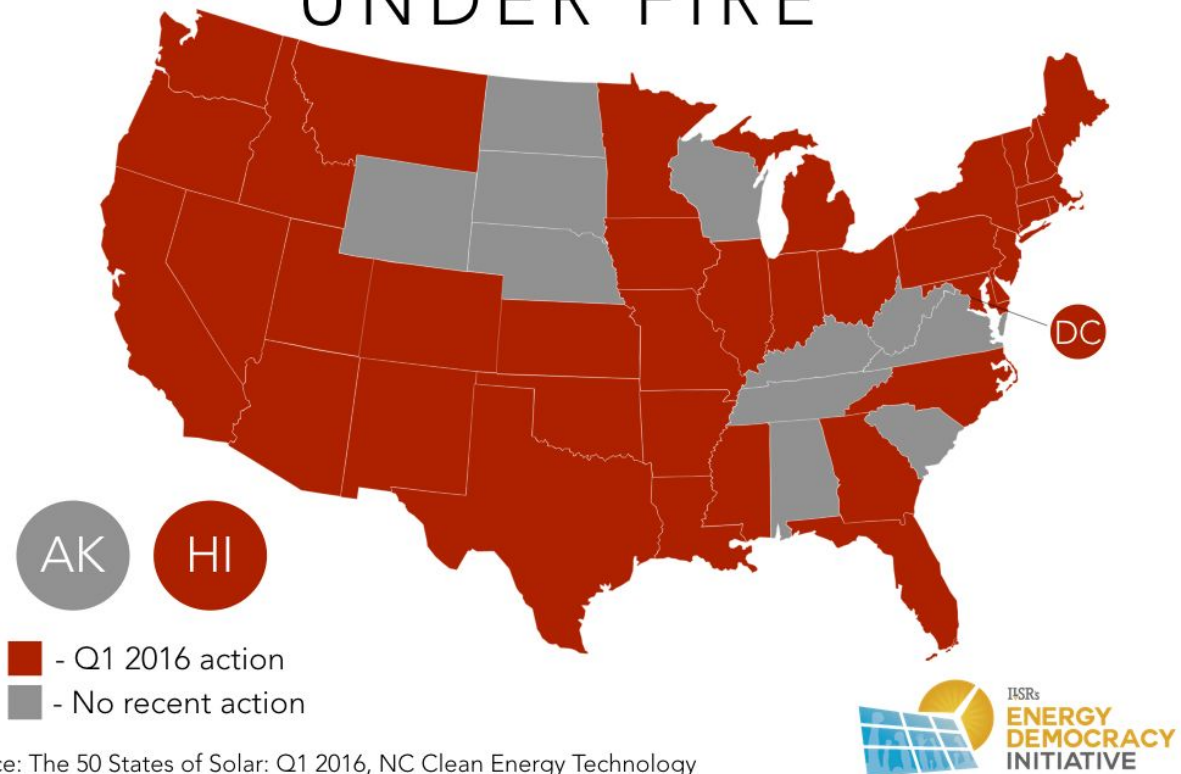 UNDER FIRE
DC
AK
HI
- Q1 2016 action
- No recent action
ce: The 50 States of Solar: Q1 2016, NC Clean Energy Technology
ILSRs
ENERGY
DEMOCRACY
INITIATIVE